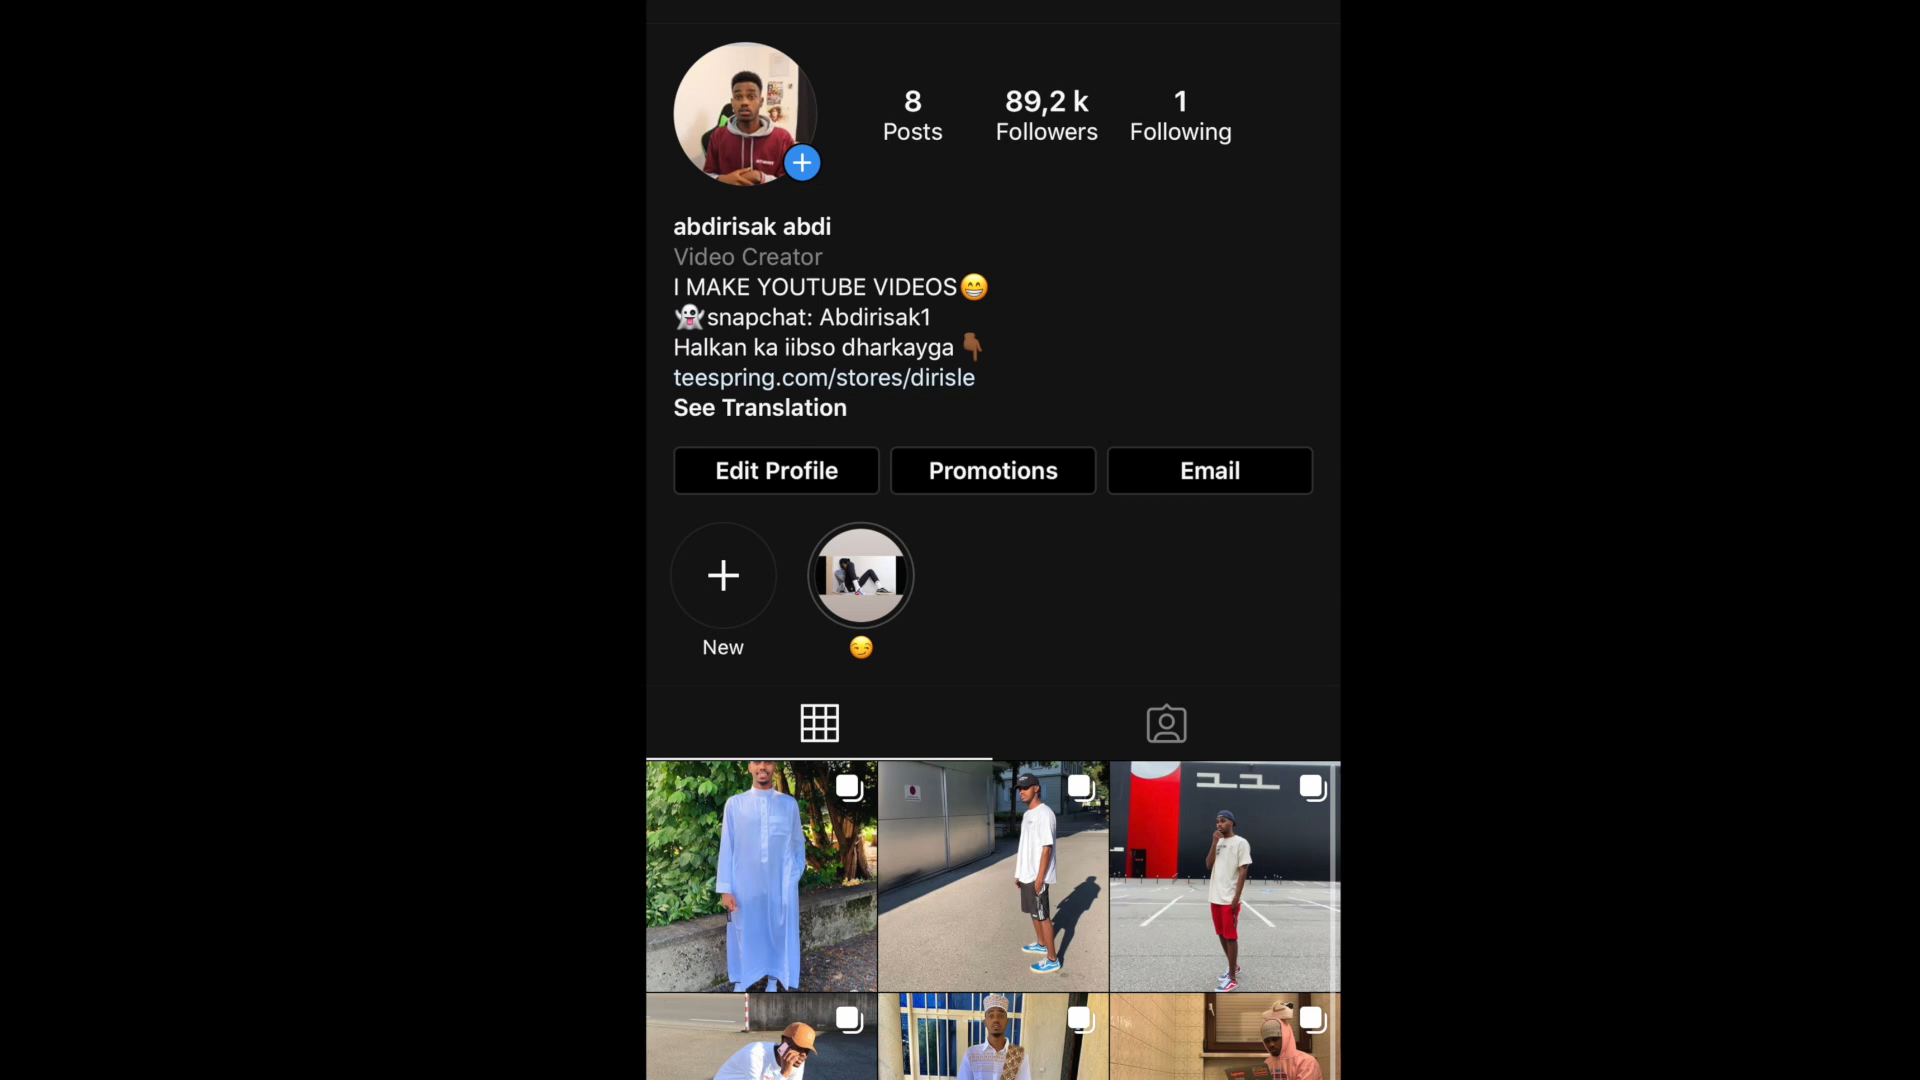 8 89,2 k 1
Posts Followers Following
abdirisak abdi
Video Creator
I MAKE YOUTUBE VIDEOS😁
👻snapchat: Abdirisak1
Halkan ka iibso dharkayga 👇🏾
teespring.com/stores/dirisle
See Translation
Edit Profile Promotions Email
New 😏